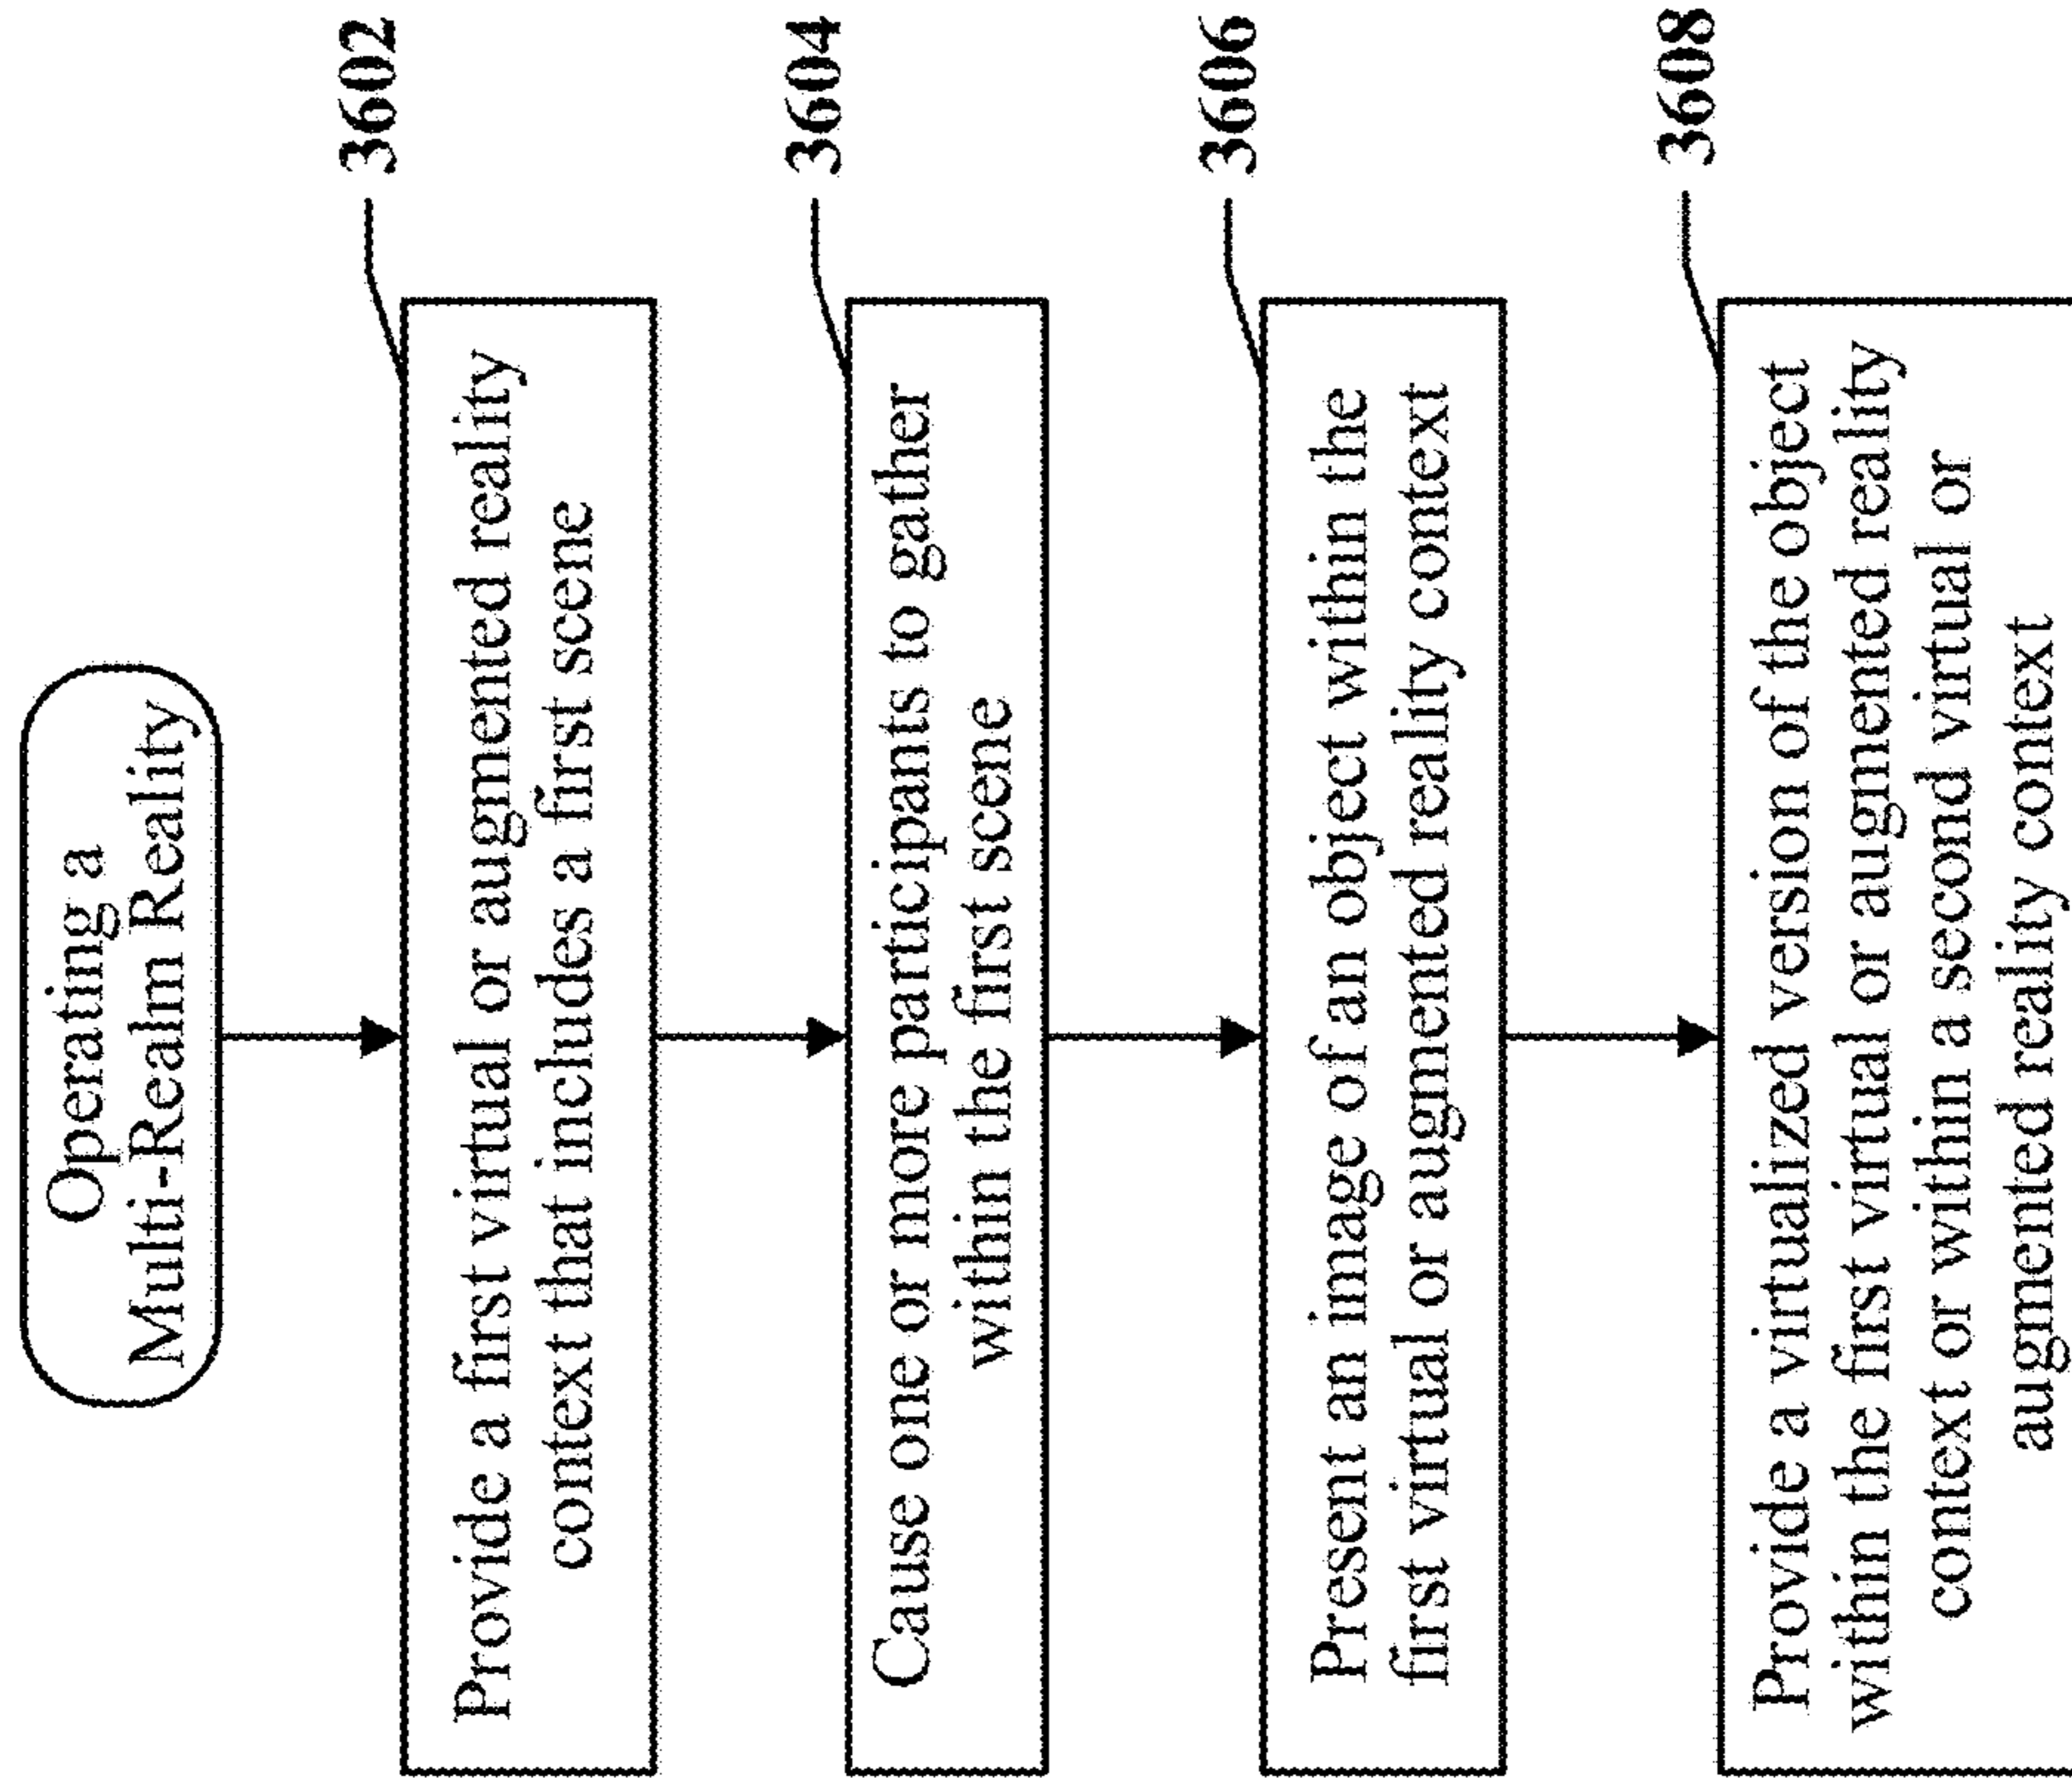 Operating a
Multi-Realm Reality
3602
Provide a first virtual or augmented reality
context that includes a first scene
3604
Cause one or more participants to gather
within the first scene
3606
Present an image of an object within the
first virtual or augmented reality context
3608
Provide a virtualized version of the object
within the first virtual or augmented reality
context or within a second virtual or
augmented reality context